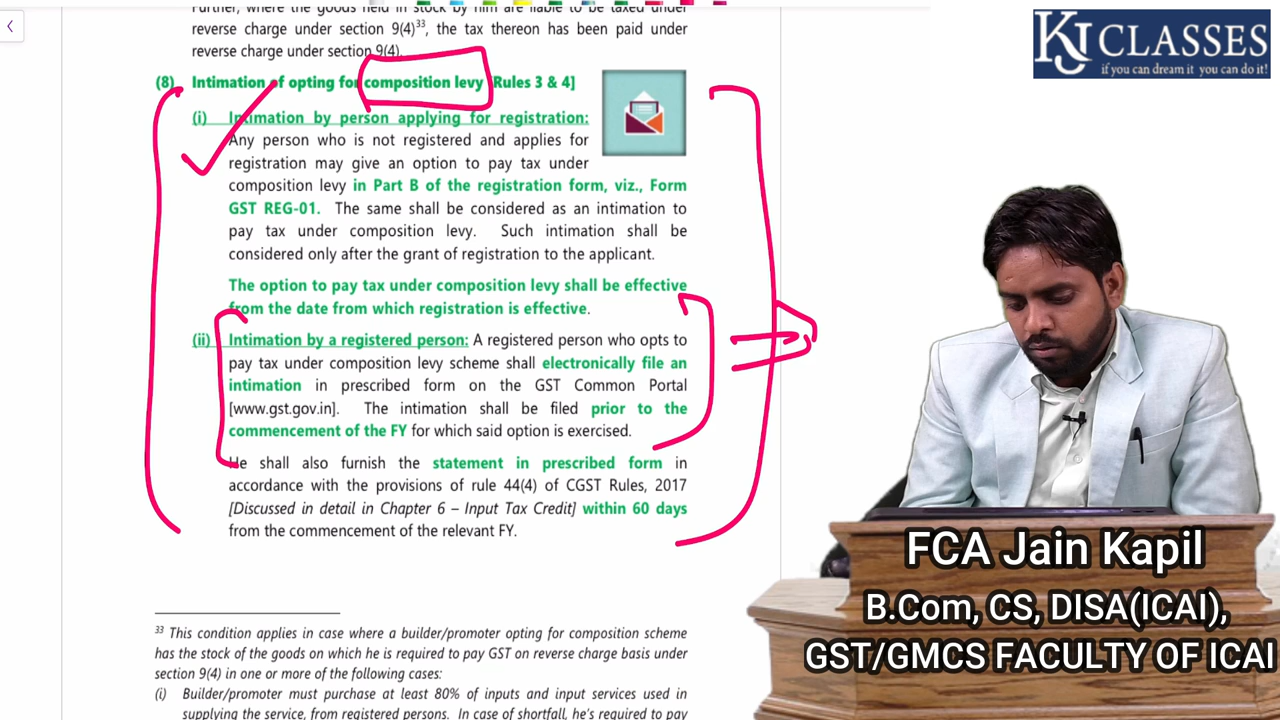 Further, where the goods held in stock by him are liable to be taxed under
reverse charge under section 9(4)³³, the tax thereon has been paid under
reverse charge under section 9(4).
(8) Intimation of opting for composition levy [Rules 3 & 4]
(i) Intimation by person applying for registration:
Any person who is not registered and applies for
registration may give an option to pay tax under
composition levy in Part B of the registration form, viz., Form
GST REG-01. The same shall be considered as an intimation to
pay tax under composition levy. Such intimation shall be
considered only after the grant of registration to the applicant.
The option to pay tax under composition levy shall be effective
from the date from which registration is effective.
(ii) Intimation by a registered person: A registered person who opts to
pay tax under composition levy scheme shall electronically file an
intimation in prescribed form on the GST Common Portal
[www.gst.gov.in]. The intimation shall be filed prior to the
commencement of the FY for which said option is exercised.
He shall also furnish the statement in prescribed form in
accordance with the provisions of rule 44(4) of CGST Rules, 2017
[Discussed in detail in Chapter 6 – Input Tax Credit] within 60 days
from the commencement of the relevant FY.
³³ This condition applies in case where a builder/promoter opting for composition scheme
has the stock of the goods on which he is required to pay GST on reverse charge basis under
section 9(4) in one or more of the following cases:
(i) Builder/promoter must purchase at least 80% of inputs and input services used in
supplying the service, from registered persons. In case of shortfall, he's required to pay
KJ CLASSES
if you can dream it you can do it!
FCA Jain Kapil
B.Com, CS, DISA(ICAI),
GST/GMCS FACULTY OF ICAI